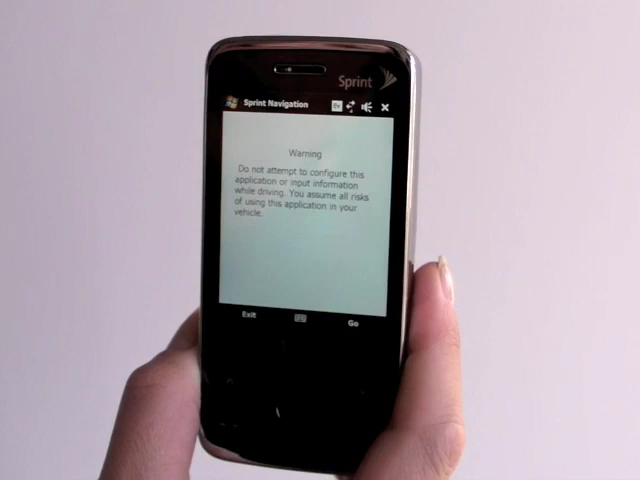 Sprint
Sprint Navigation
Warning
Do not attempt to configure this
application or input information
while driving. You assume all risks
of using this application in your
vehicle.
Exit
Go